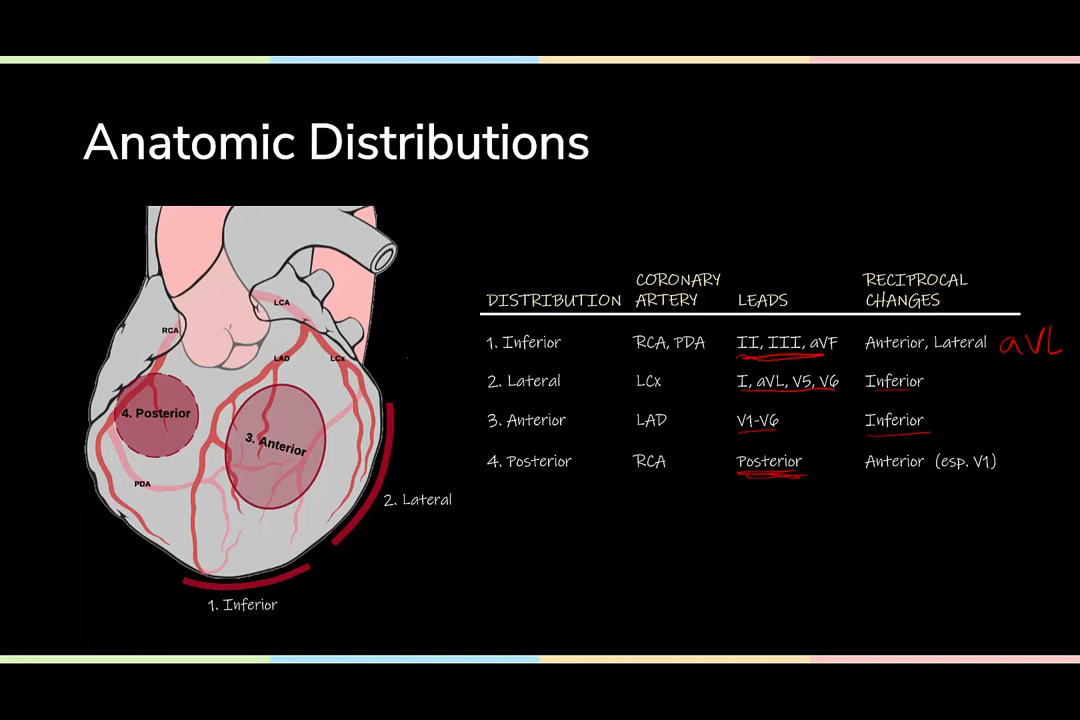 Anatomic Distributions
LCA
RCA
LAD
LCx
4. Posterior
3. Anterior
PDA
2. Lateral
1. Inferior
DISTRIBUTION CORONARY ARTERY LEADS RECIPROCAL CHANGES
1. Inferior RCA, PDA II, III, aVF Anterior, Lateral aVL
2. Lateral LCx I, aVL, V5, V6 Inferior
3. Anterior LAD V1-V6 Inferior
4. Posterior RCA Posterior Anterior (esp. V1)